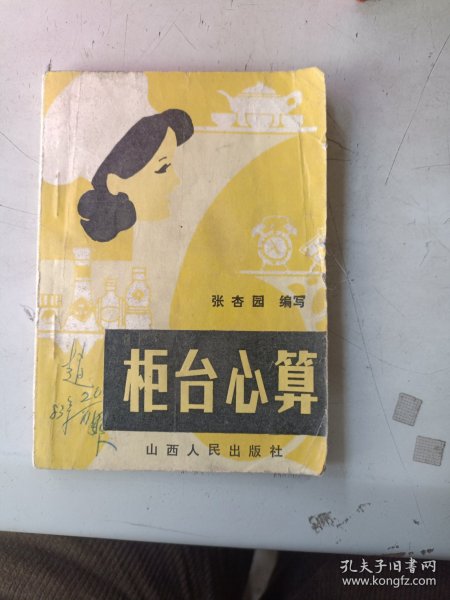 张杏园 编写
柜台心算
赵
山西人民出版社
孔夫子旧书网
www.kongfz.com